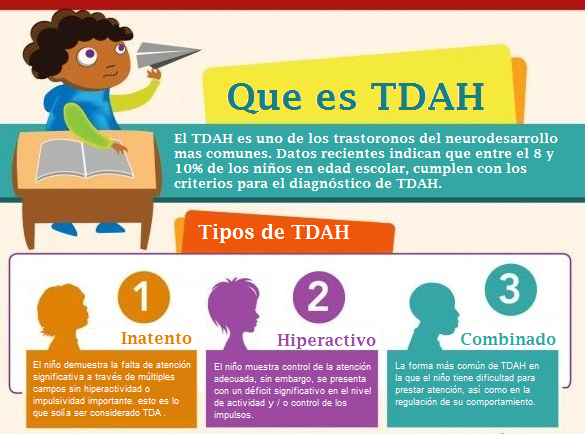 Que es TDAH
El TDAH es uno de los trastoronos del neurodesarrollo
mas comunes. Datos recientes indican que entre el 8 y
10% de los niños en edad escolar, cumplen con los
criterios para el diagnóstico de TDAH.
Tipos de TDAH
1
Inatento
El niño demuestra la falta de atención
significativa a través de múltiples
campos sin hiperactividad o
impulsividad importante. esto es lo
que solía ser considerado TDA .
2
Hiperactivo
El niño muestra control de la atención
adecuada, sin embargo, se presenta
con un déficit significativo en el nivel
de actividad y / o control de los
impulsos.
3
Combinado
La forma más común de TDAH en
la que el niño tiene dificultad para
prestar atención, así como en la
regulación de su comportamiento.